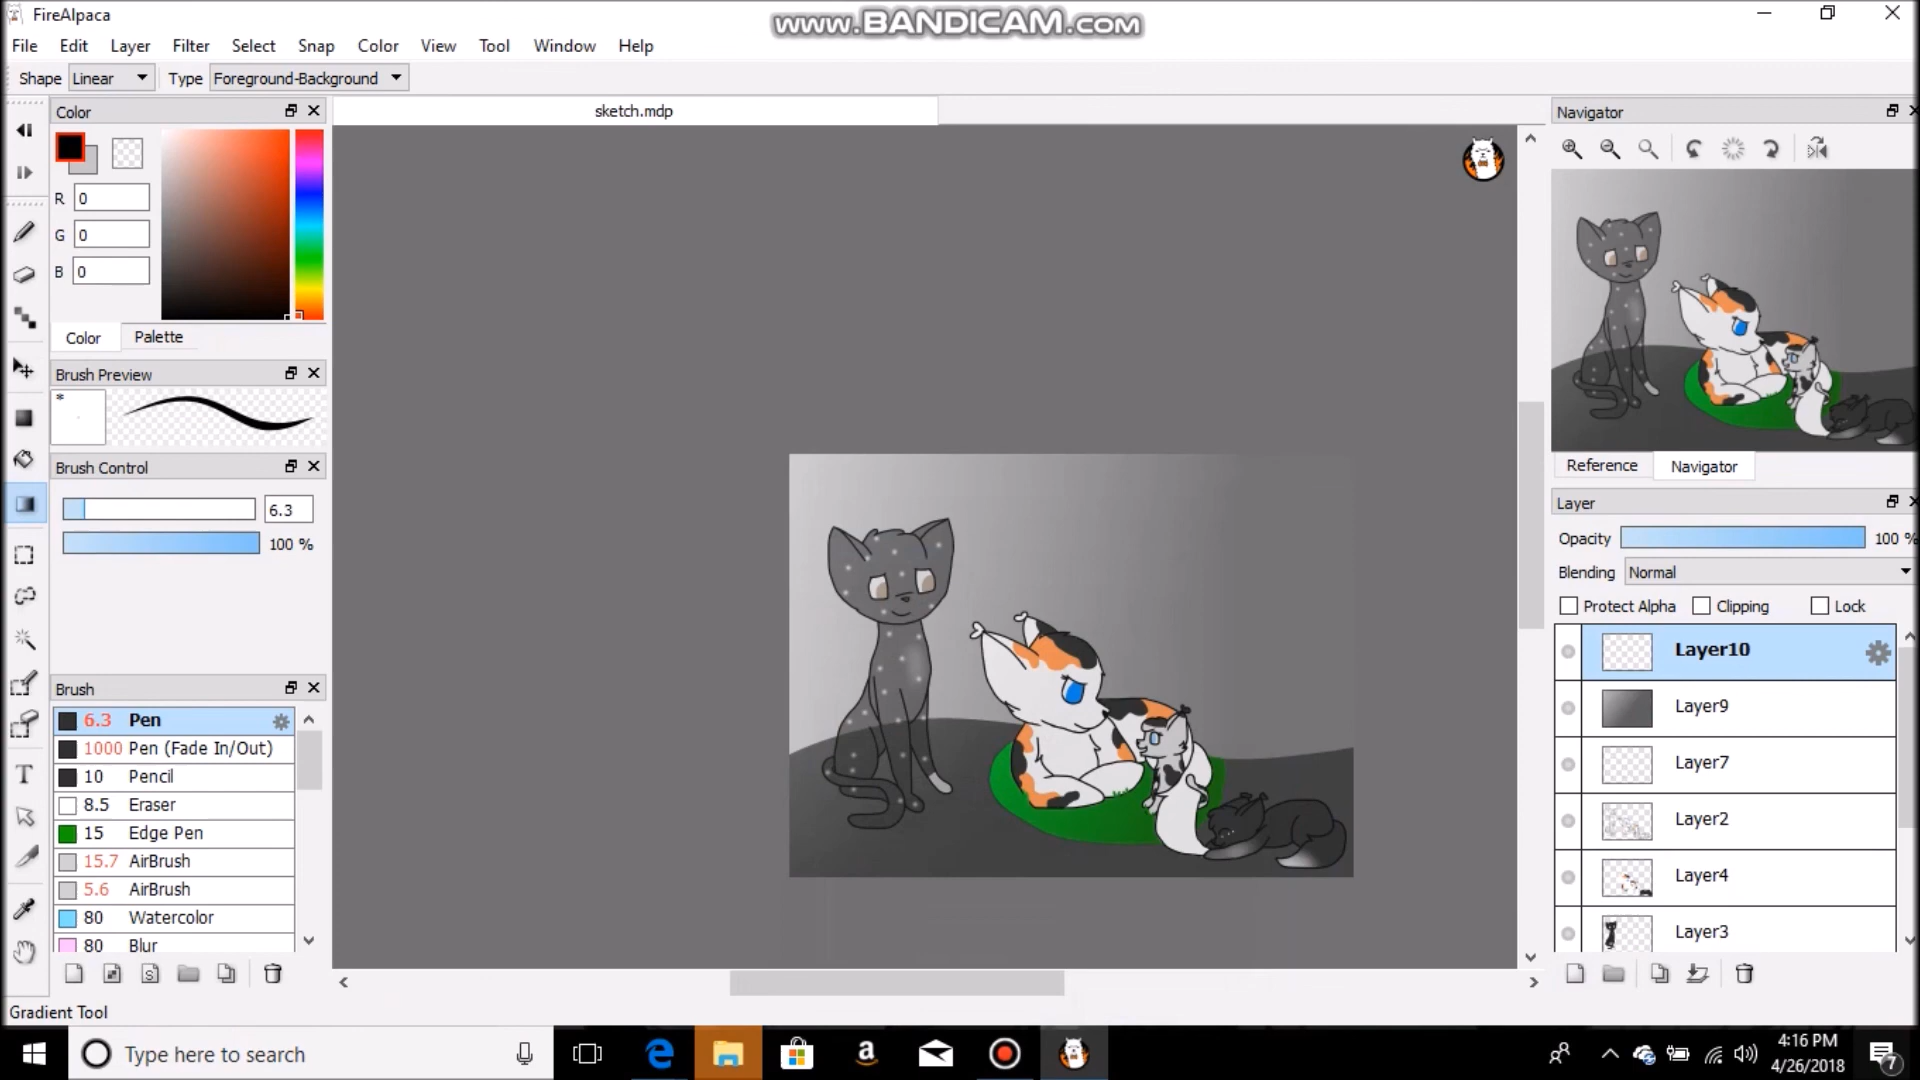 FireAlpaca
www.BANDICAM.com
File Edit Layer Filter Select Snap Color View Tool Window Help
Shape Linear Type Foreground-Background
Color
sketch.mdp
Navigator
R 0
G 0
B 0
Color Palette
Brush Preview
*
Brush Control
6.3
100 %
Reference Navigator
Layer
Opacity 100 %
Blending Normal
Protect Alpha Clipping Lock
Layer10
Layer9
Layer7
Layer2
Layer4
Layer3
Brush
6.3 Pen
1000 Pen (Fade In/Out)
10 Pencil
8.5 Eraser
15 Edge Pen
15.7 AirBrush
5.6 AirBrush
80 Watercolor
80 Blur
T
S
Gradient Tool
Type here to search
a
4:16 PM
4/26/2018
7